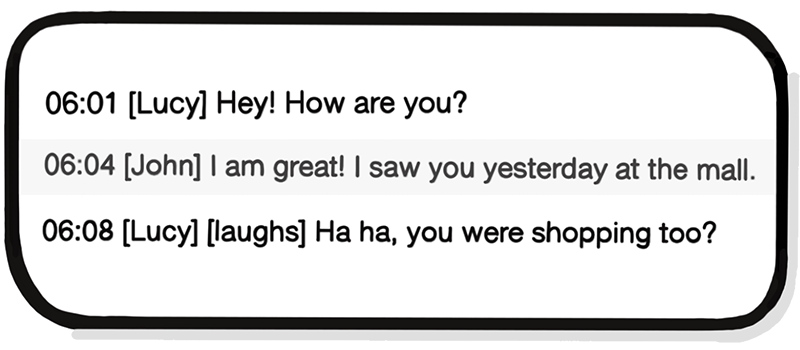 06:01 [Lucy] Hey! How are you?
06:04 [John] I am great! I saw you yesterday at the mall.
06:08 [Lucy] [laughs] Ha ha, you were shopping too?